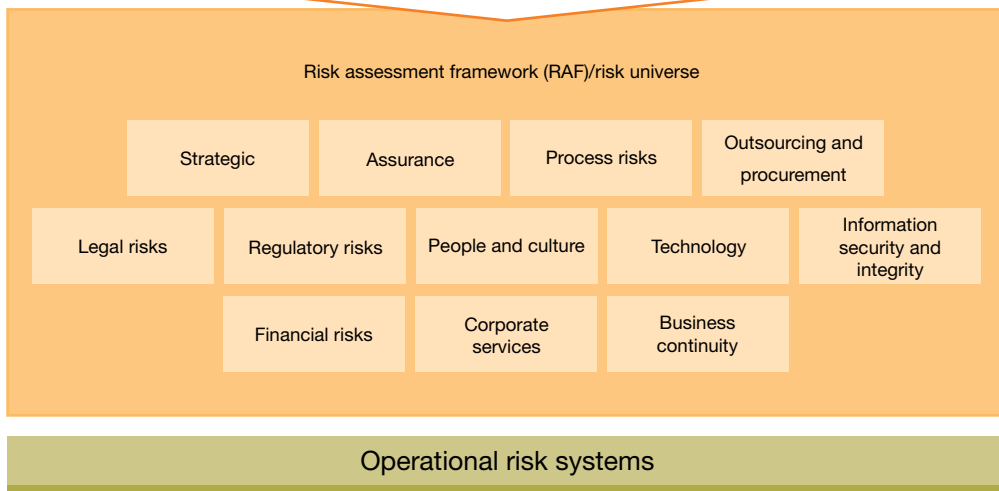 Risk assessment framework (RAF)/risk universe
Strategic
Assurance
Process risks
Outsourcing and
procurement
Legal risks
Regulatory risks
People and culture
Technology
Information
security and
integrity
Financial risks
Corporate
services
Business
continuity
Operational risk systems